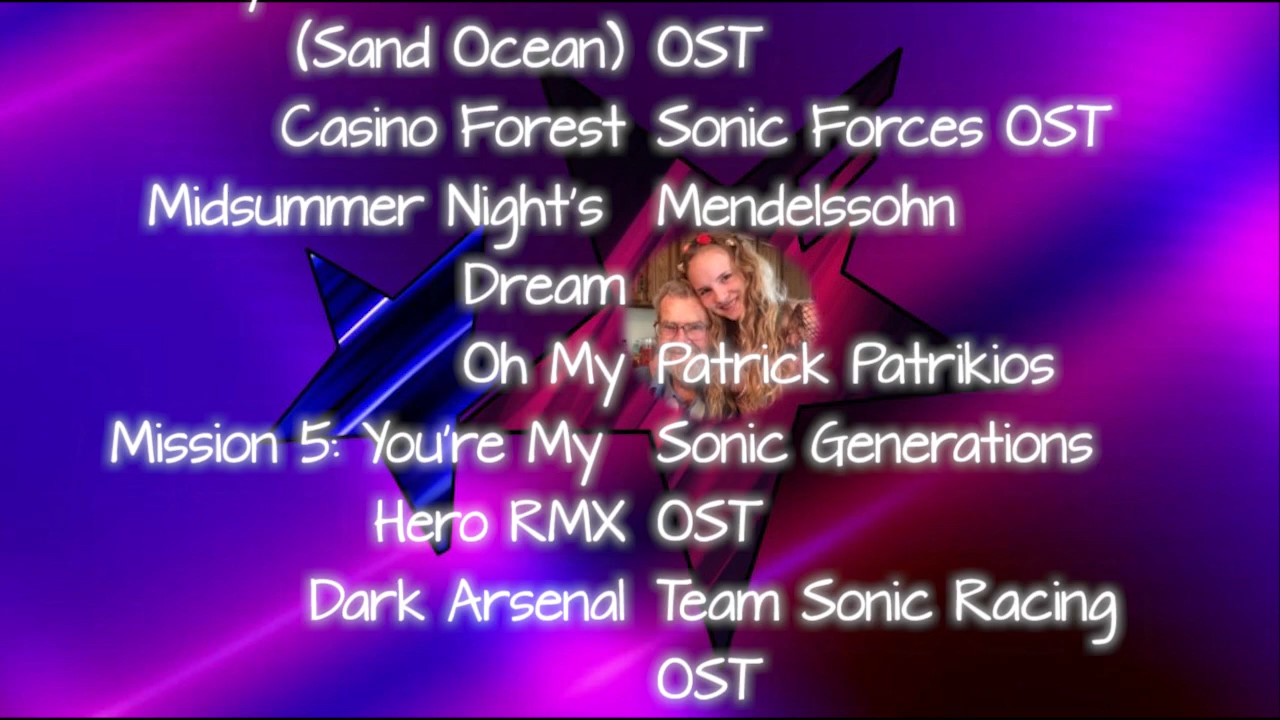 (Sand Ocean) OST
Casino Forest Sonic Forces OST
Midsummer Night's Mendelssohn
Dream
Oh My Patrick Patrikios
Mission 5: You're My Sonic Generations
Hero RMX OST
Dark Arsenal Team Sonic Racing
OST